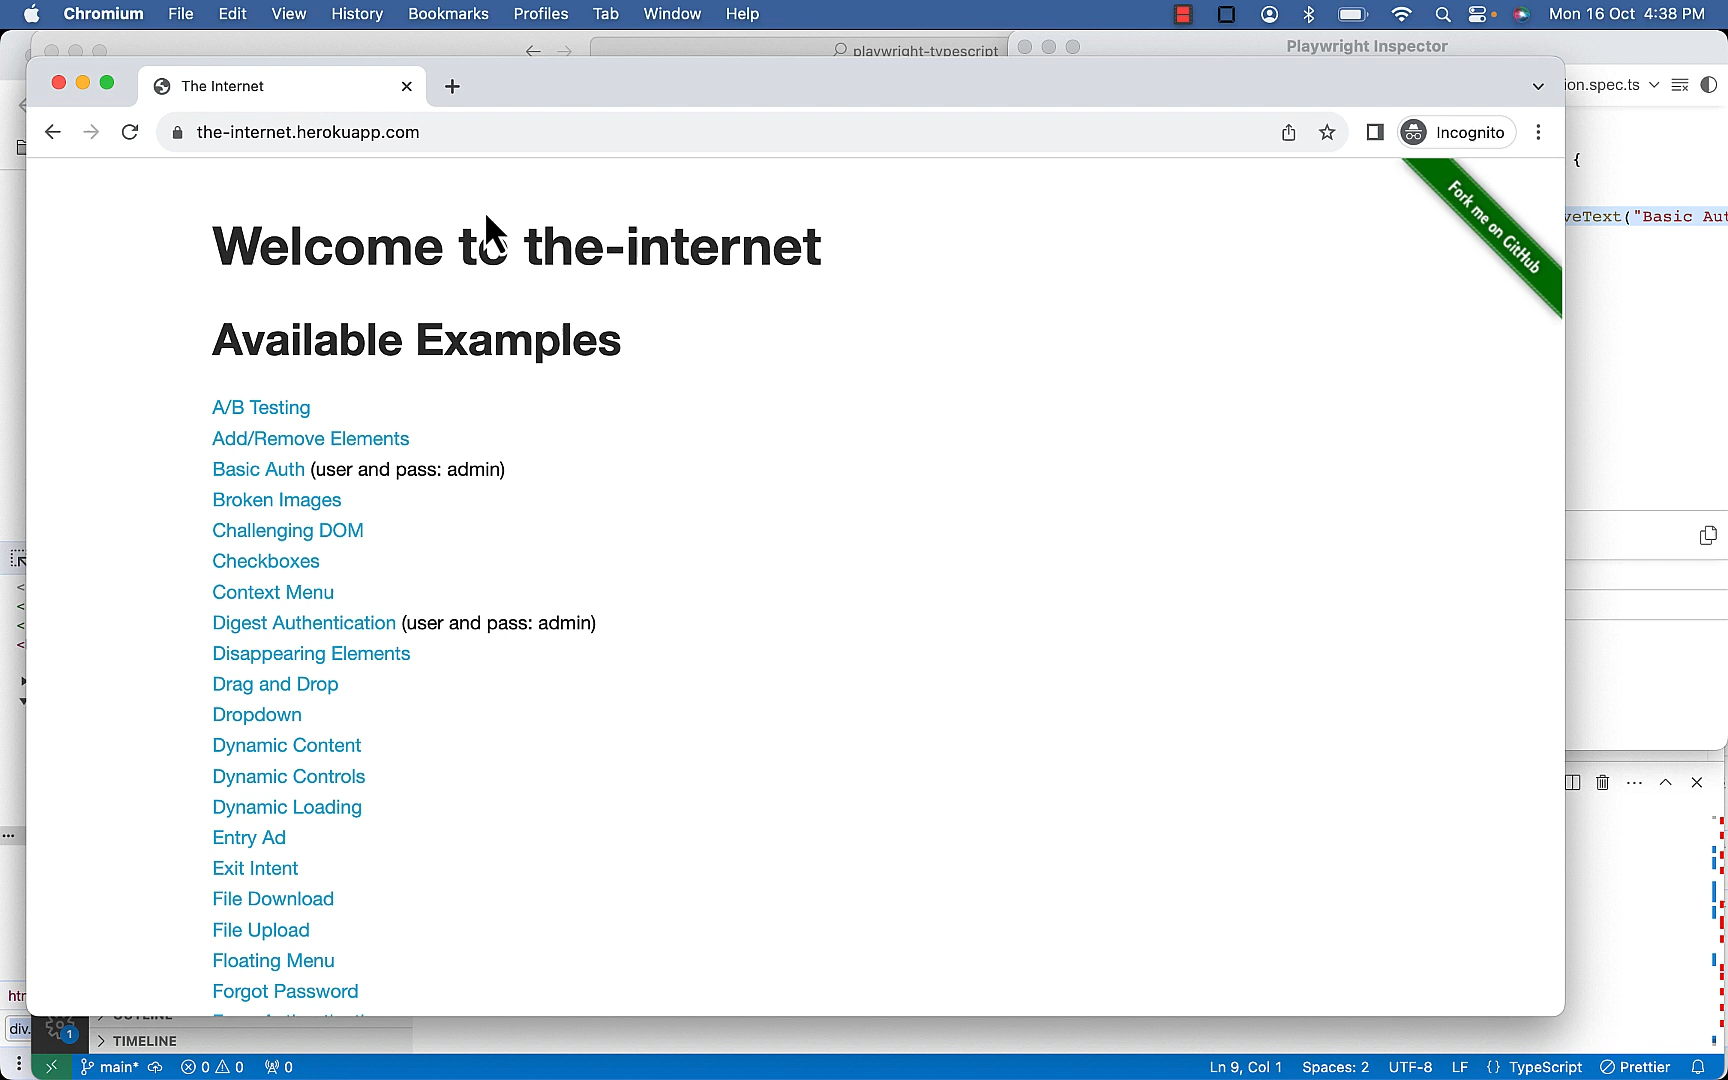 Chromium File Edit View History Bookmarks Profiles Tab Window Help Mon 16 Oct 4:38 PM
playwright-typescript Playwright Inspector
The Internet
ion.spec.ts
the-internet.herokuapp.com Incognito
{
Fork me on GitHub
veText("Basic Aut
Welcome to the-internet
Available Examples
A/B Testing
Add/Remove Elements
Basic Auth (user and pass: admin)
Broken Images
Challenging DOM
Checkboxes
Context Menu
Digest Authentication (user and pass: admin)
Disappearing Elements
Drag and Drop
Dropdown
Dynamic Content
Dynamic Controls
Dynamic Loading
Entry Ad
Exit Intent
File Download
File Upload
Floating Menu
Forgot Password
htr
div.
1
OUTLINE
TIMELINE
main* 0 0 0 Ln 9, Col 1 Spaces: 2 UTF-8 LF {} TypeScript Prettier